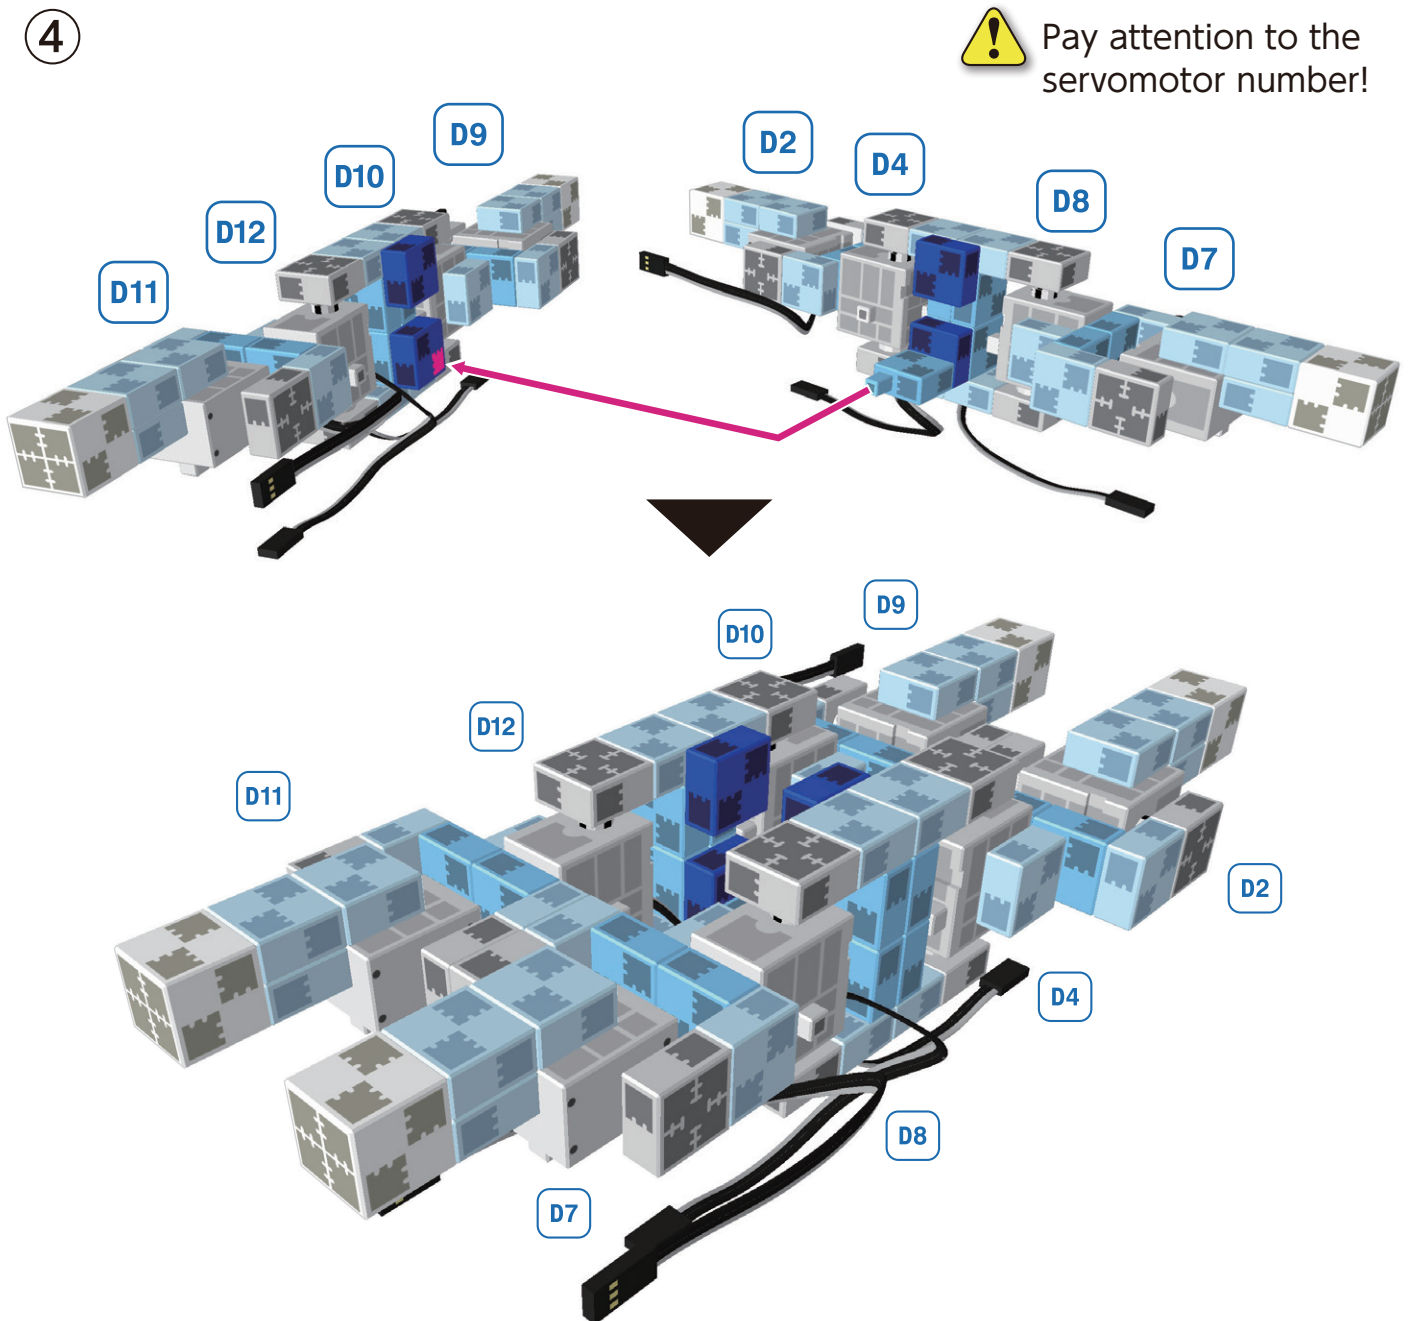 ④
Pay attention to the
servomotor number!
D9
D10
D12
D11
D2
D4
D8
D7
D9
D10
D12
D11
D2
D4
D8
D7